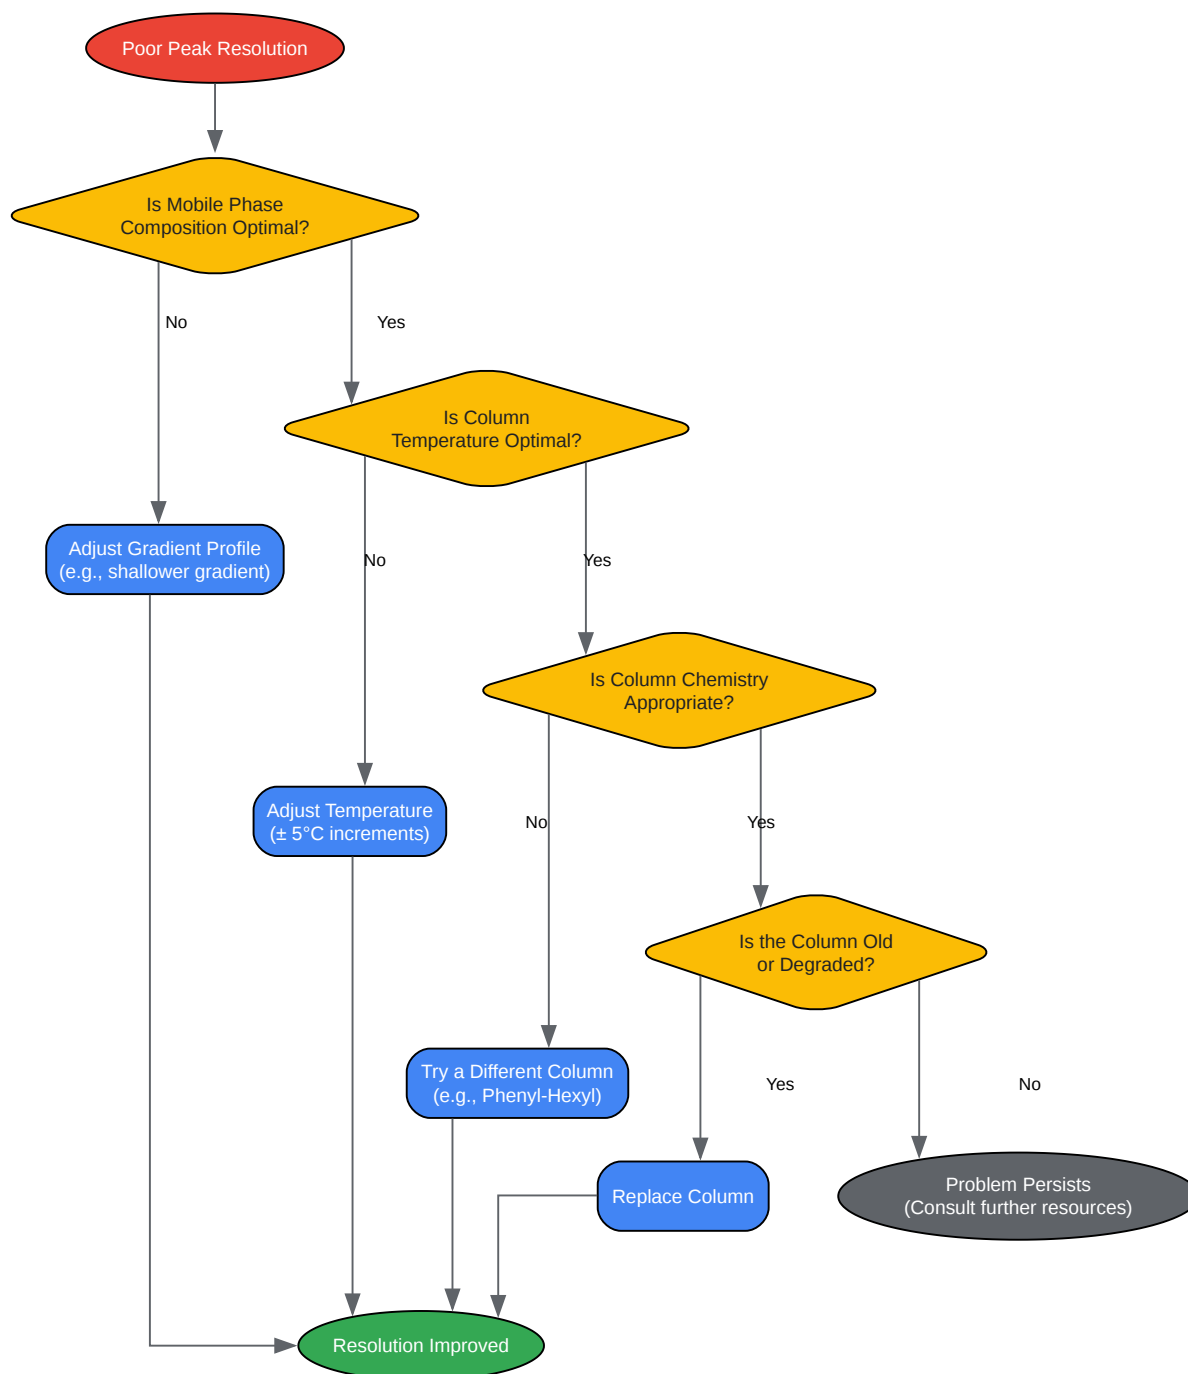 Poor Peak Resolution
Is Mobile Phase
Composition Optimal?
No
Yes
Is Column
Temperature Optimal?
Adjust Gradient Profile
(e.g., shallower gradient)
No
Yes
Is Column Chemistry
Appropriate?
Adjust Temperature
(± 5°C increments)
No
Yes
Is the Column Old
or Degraded?
Try a Different Column
(e.g., Phenyl-Hexyl)
Yes
No
Replace Column
Problem Persists
(Consult further resources)
Resolution Improved